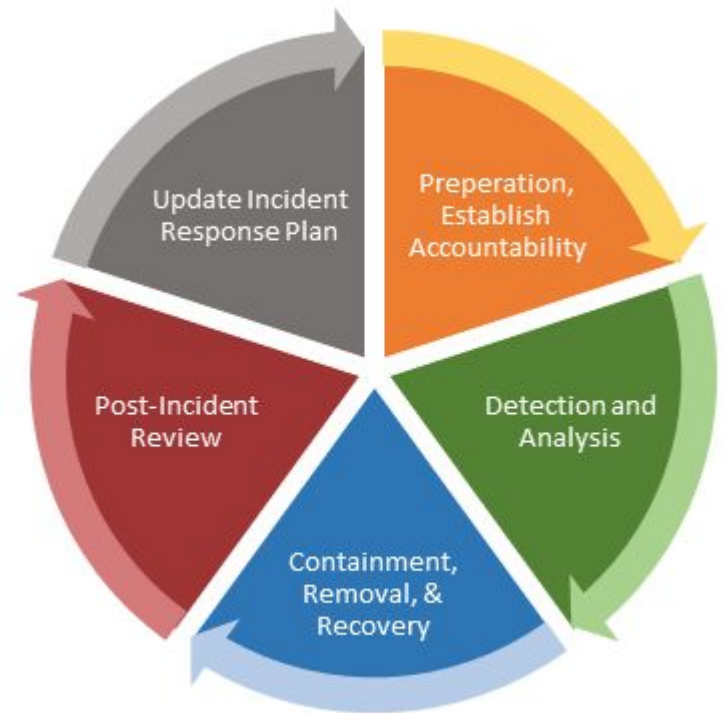 Update Incident
Response Plan
Preperation,
Establish
Accountability
Post-Incident
Review
Detection and
Analysis
Containment,
Removal, &
Recovery